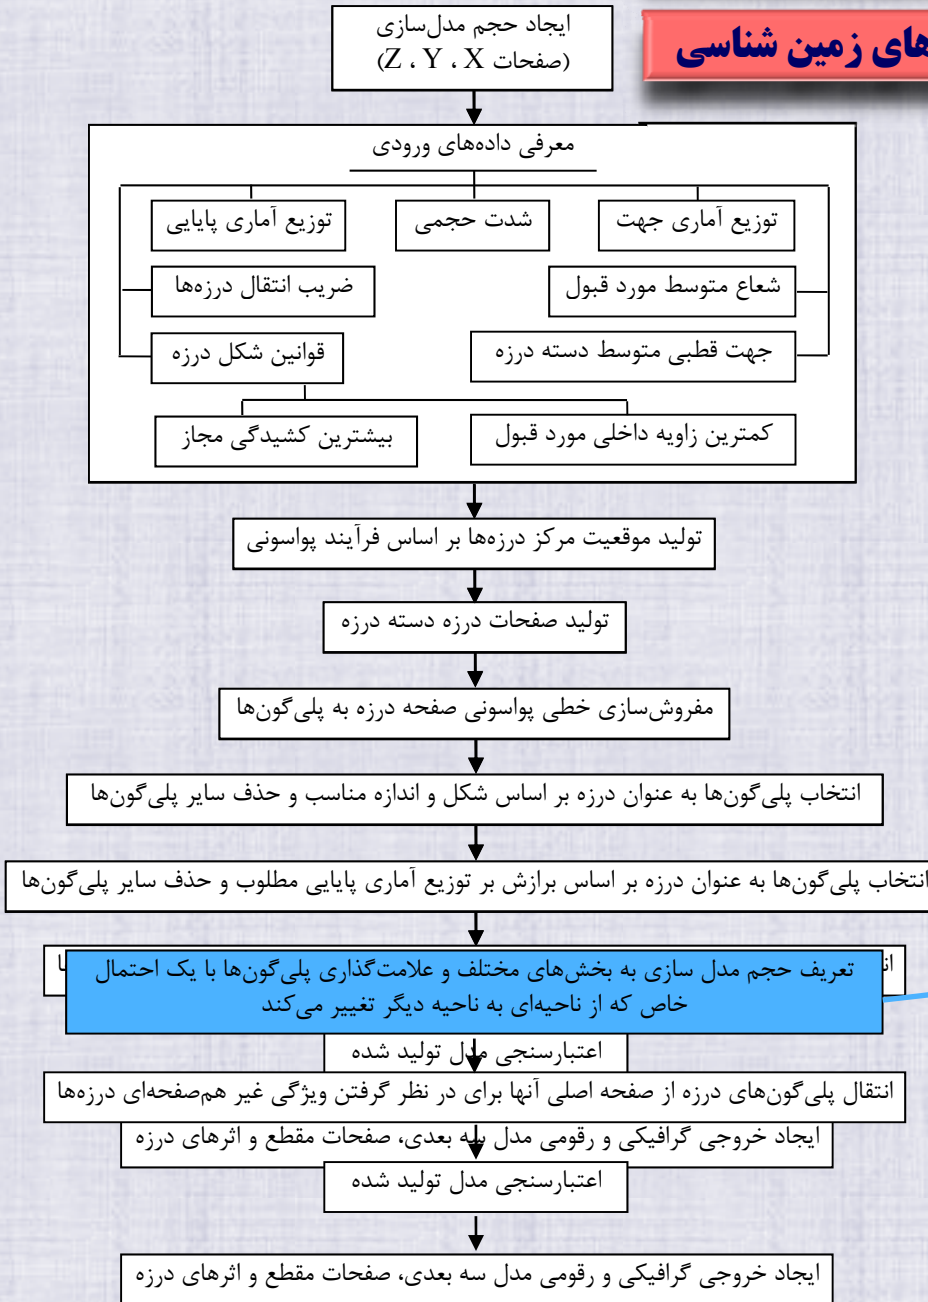 ایجاد حجم مدل‌سازی
(صفحات X ، Y ، Z)
های زمین شناسی
معرفی داده‌های ورودی
توزیع آماری جهت
شدت حجمی
توزیع آماری پایایی
شعاع متوسط مورد قبول
ضریب انتقال درزه‌ها
جهت قطبی متوسط دسته درزه
قوانین شکل درزه
کمترین زاویه داخلی مورد قبول
بیشترین کشیدگی مجاز
تولید موقعیت مرکز درزه‌ها بر اساس فرآیند پواسونی
تولید صفحات درزه دسته درزه
مفروش‌سازی خطی پواسونی صفحه درزه به پلی‌گون‌ها
انتخاب پلی‌گون‌ها به عنوان درزه بر اساس شکل و اندازه مناسب و حذف سایر پلی‌گون‌ها
انتخاب پلی‌گون‌ها به عنوان درزه بر اساس برازش بر توزیع آماری پایایی مطلوب و حذف سایر پلی‌گون‌ها
تعریف حجم مدل سازی به بخش‌های مختلف و علامت‌گذاری پلی‌گون‌ها با یک احتمال
خاص که از ناحیه‌ای به ناحیه دیگر تغییر می‌کند
اعتبارسنجی مدل تولید شده
انتقال پلی‌گون‌های درزه از صفحه اصلی آنها برای در نظر گرفتن ویژگی غیر هم‌صفحه‌ای درزه‌ها
ایجاد خروجی گرافیکی و رقومی مدل سه بعدی، صفحات مقطع و اثرهای درزه
اعتبارسنجی مدل تولید شده
ایجاد خروجی گرافیکی و رقومی مدل سه بعدی، صفحات مقطع و اثرهای درزه